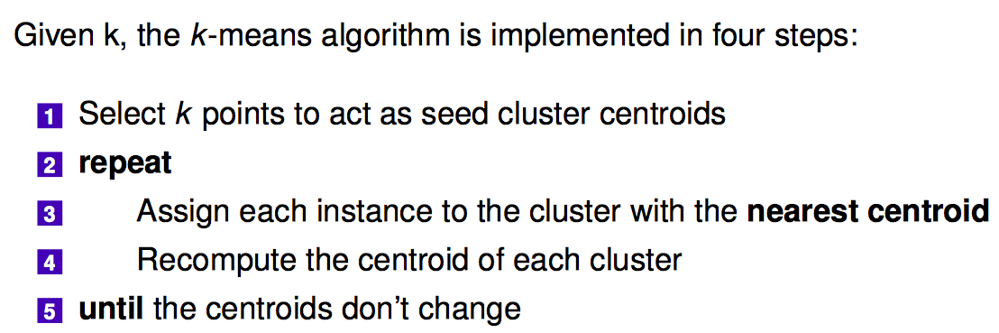 Given k, the k-means algorithm is implemented in four steps:
1 Select k points to act as seed cluster centroids
2 repeat
3 Assign each instance to the cluster with the nearest centroid
4 Recompute the centroid of each cluster
5 until the centroids don't change